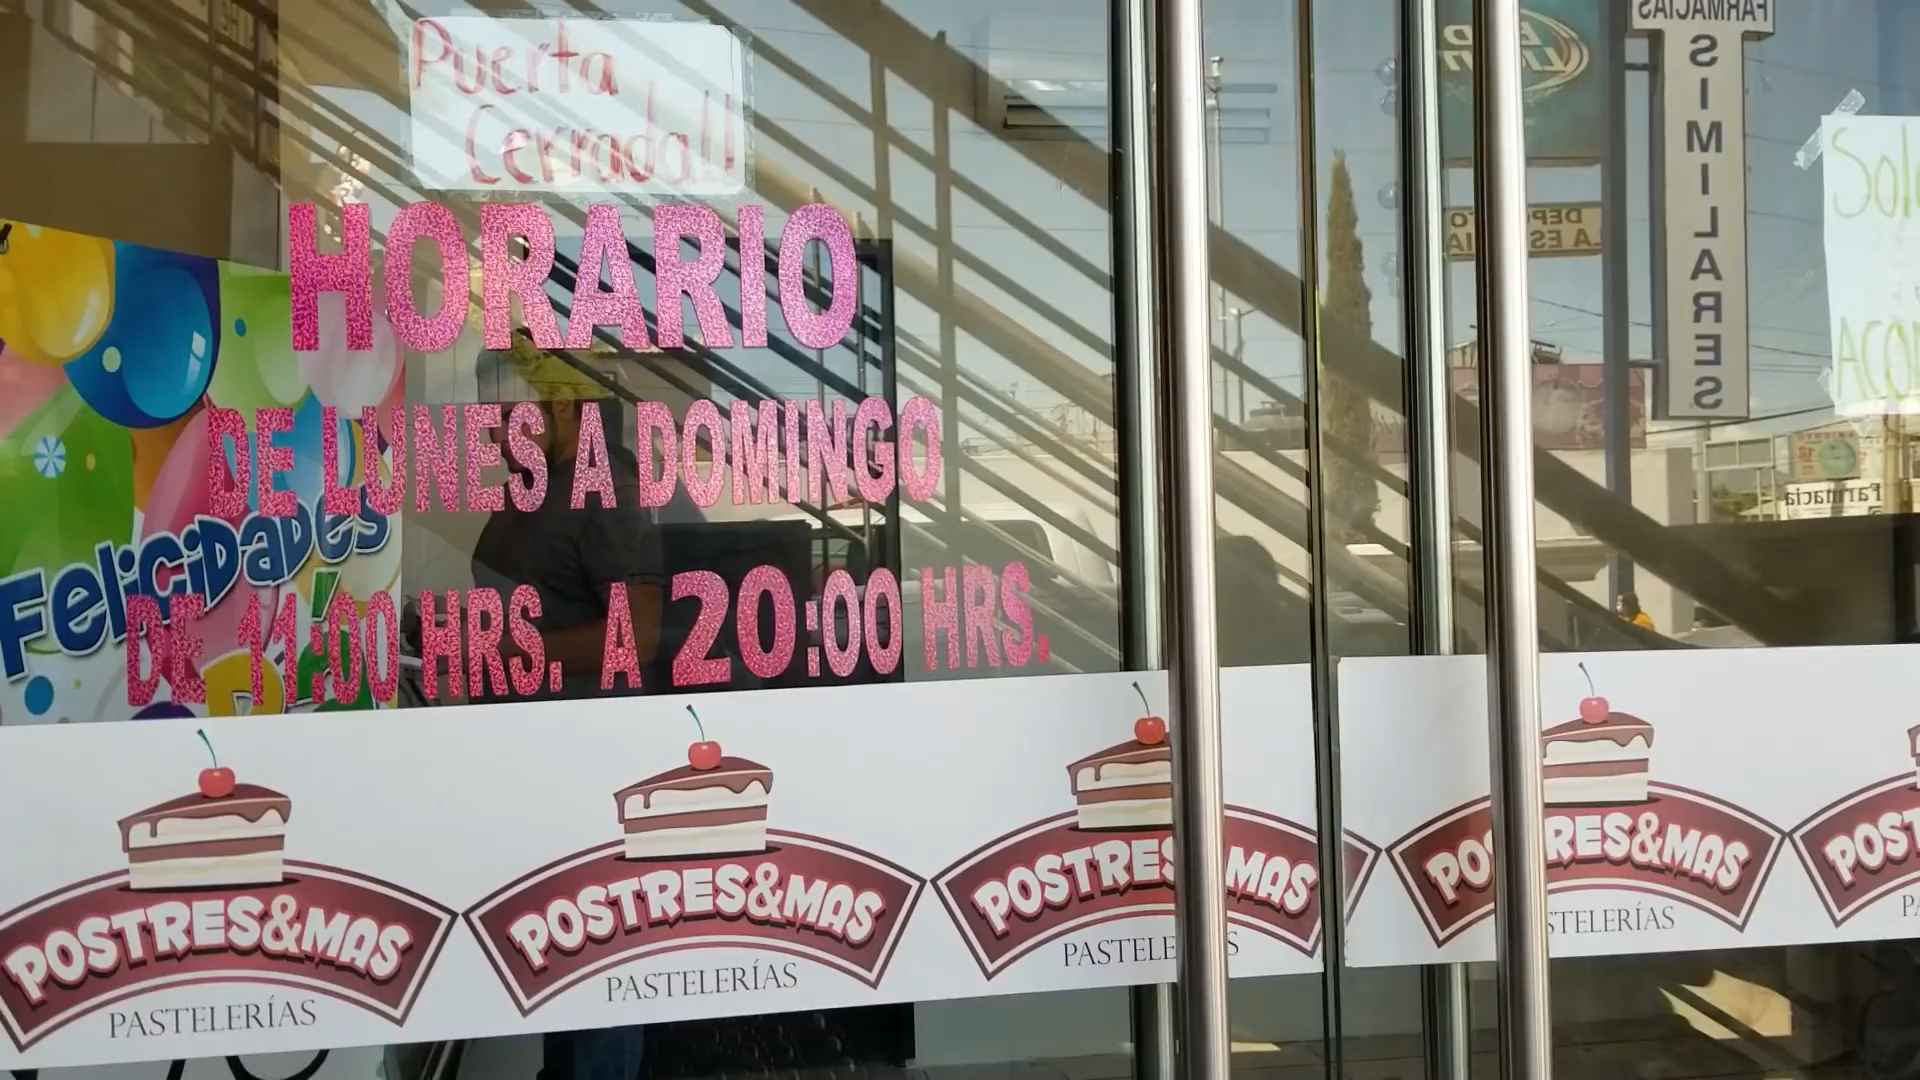 Puerta
Cerrada!!
HORARIO
DE LUNES A DOMINGO
DE 11:00 HRS. A 20:00 HRS.
Felicidades
FARMACIAS
SIMILARES
Farmacia
POSTRES&MAS
PASTELERÍAS
POSTRES&MAS
PASTELERÍAS
POSTRES MAS
PASTELERÍAS
POSTRES&MAS
PASTELERÍAS